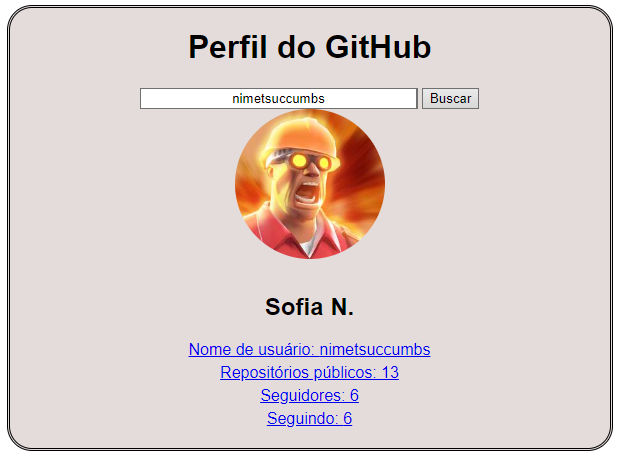 Perfil do GitHub
nimetsuccumbs Buscar
Sofia N.
Nome de usuário: nimetsuccumbs
Repositórios públicos: 13
Seguidores: 6
Seguindo: 6